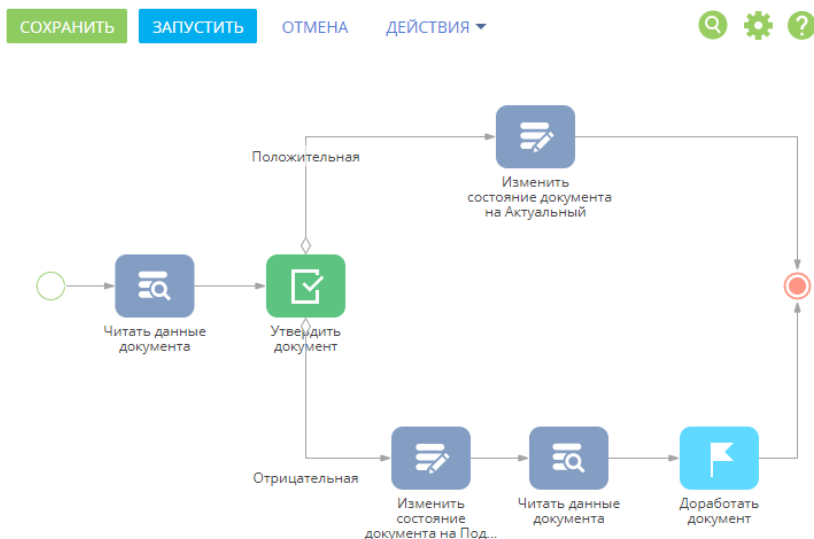 СОХРАНИТЬ ЗАПУСТИТЬ ОТМЕНА ДЕЙСТВИЯ
?
Положительная
Изменить
состояние документа
на Актуальный
Читать данные
документа
Утвердить
документ
Отрицательная
Изменить
состояние
документа на Под...
Читать данные
документа
Доработать
документ